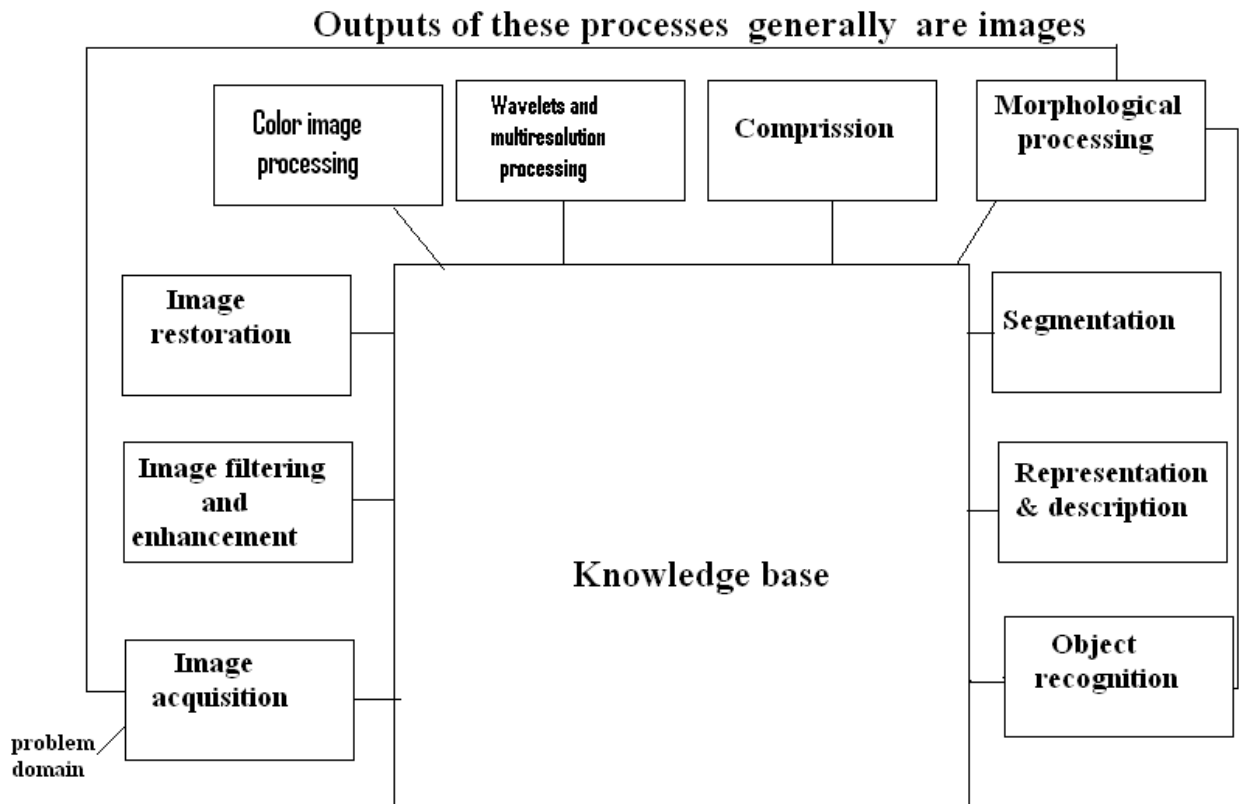 Outputs of these processes generally are images
Color image
processing
Wavelets and
multiresolution
processing
Comprission
Morphological
processing
Image
restoration
Segmentation
Image filtering
and
enhancement
Representation
& description
Knowledge base
Image
acquisition
Object
recognition
problem
domain